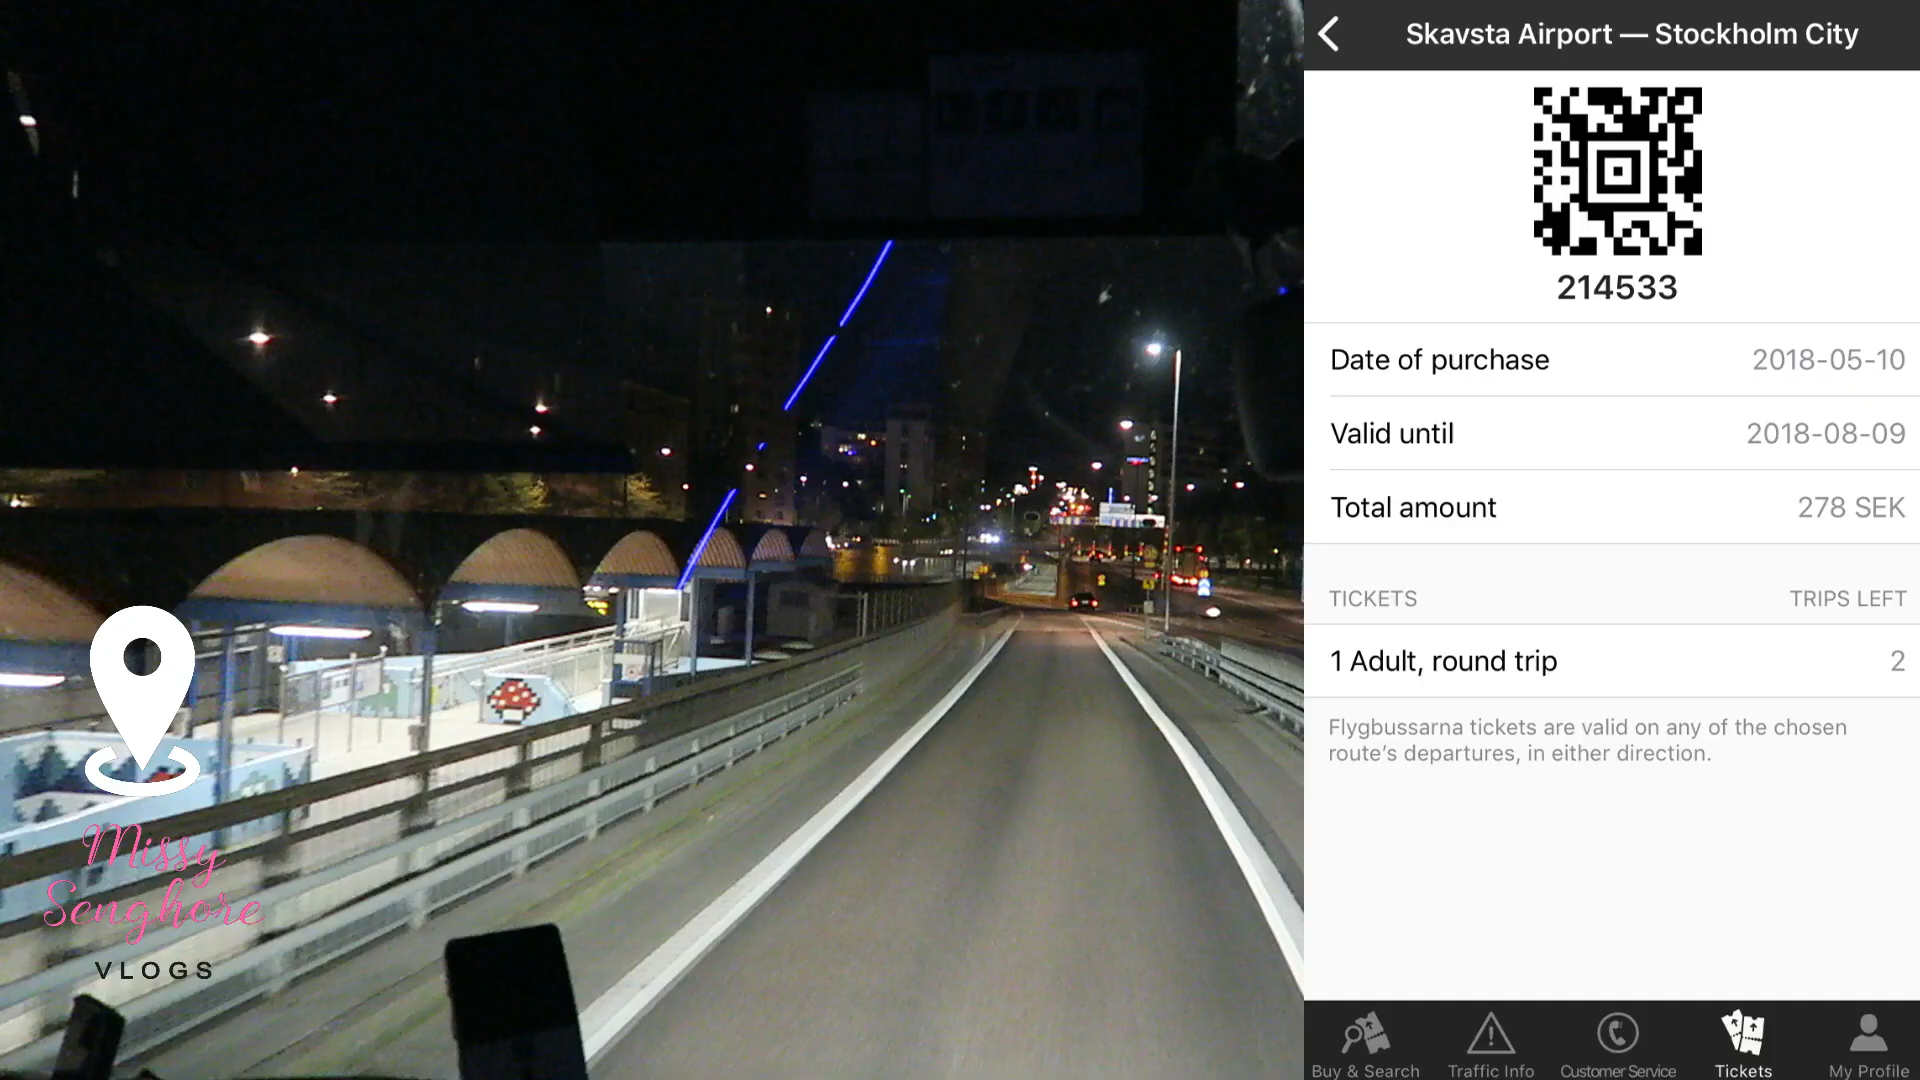 Skavsta Airport — Stockholm City
214533
Date of purchase 2018-05-10
Valid until 2018-08-09
Total amount 278 SEK
TICKETS TRIPS LEFT
1 Adult, round trip 2
Flygbussarna tickets are valid on any of the chosen
route's departures, in either direction.
Buy & Search Traffic Info Customer Service Tickets My Profile
Missy
Senghore
VLOGS